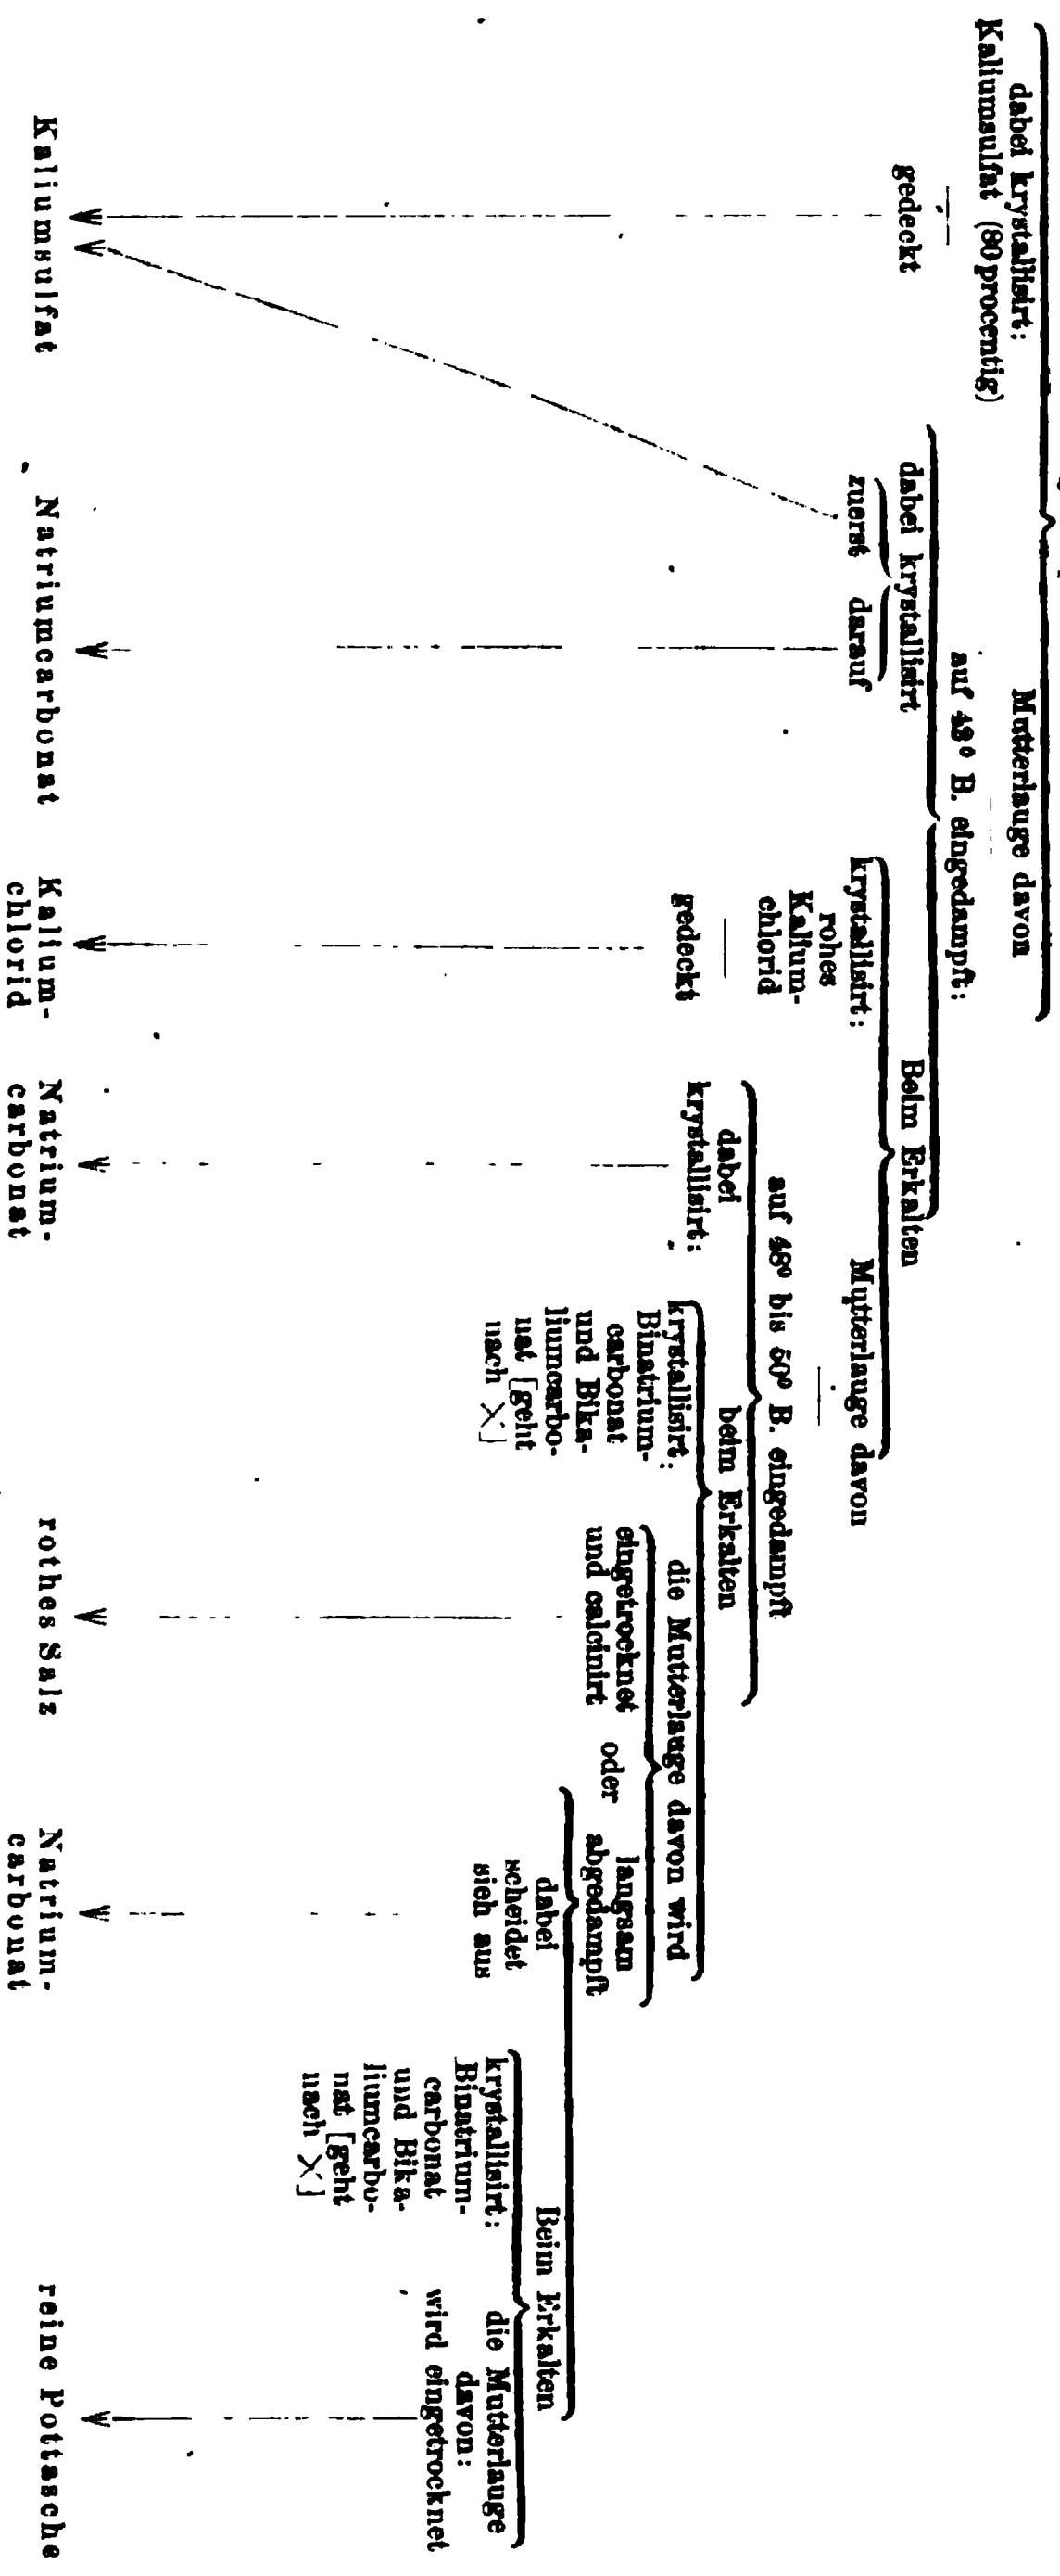 dabei krystallisirt:
Kaliumsulfat (80procentig)
gedeckt
Mutterlauge davon
auf 42° B. eingedampft:
dabei krystallisirt
zuerst darauf
Beim Erkalten
krystallisirt:
rohes
Kalium-
chlorid
gedeckt
Mutterlauge davon
auf 48° bis 50° B. eingedampft
dabei
krystallisirt:
beim Erkalten
krystallisirt:
Binatrium-
carbonat
und Bika-
liumcarbo-
nat [geht
nach X]
die Mutterlauge davon wird
eingetrocknet
und calcinirt
oder
langsam
abgedampft
dabei
scheidet
sich aus
Beim Erkalten
krystallisirt:
Binatrium-
carbonat
und Bika-
liumcarbo-
nat [geht
nach X]
die Mutterlauge
davon:
wird eingetrocknet
Kaliumsulfat
Natriumcarbonat
Kalium-
chlorid
Natrium-
carbonat
rothes Salz
Natrium-
carbonat
reine Pottasche